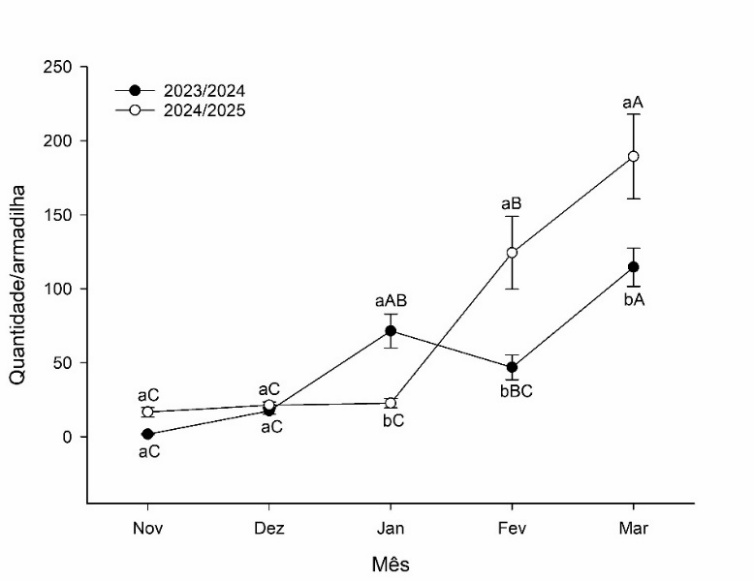 250
200
150
100
50
0
Quantidade/armadilha
2023/2024
2024/2025
aC
aC
aC
aC
aAB
bC
aB
bBC
aA
bA
Nov Dez Jan Fev Mar
Mês